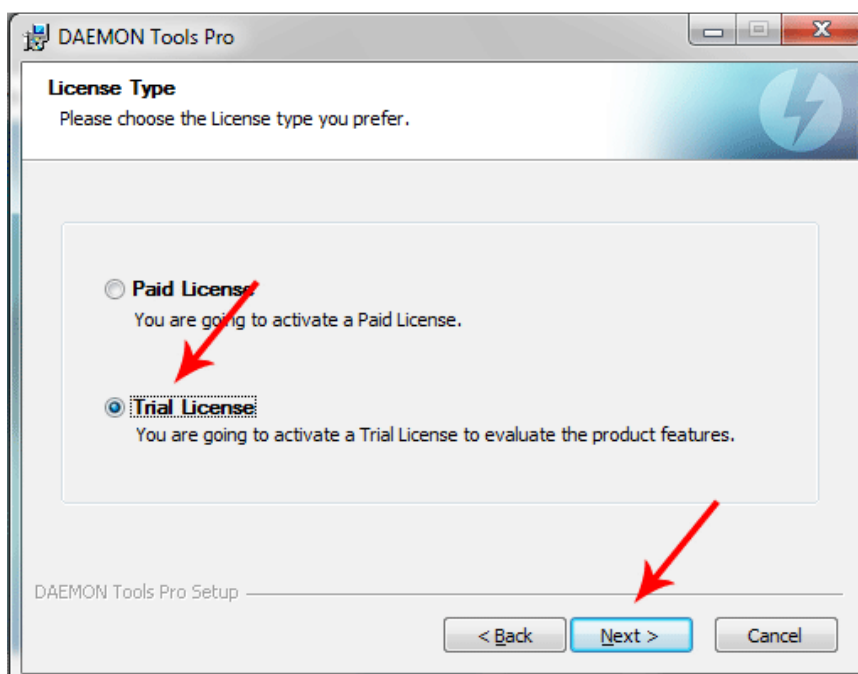 DAEMON Tools Pro
License Type
Please choose the License type you prefer.
Paid License
You are going to activate a Paid License.
Trial License
You are going to activate a Trial License to evaluate the product features.
DAEMON Tools Pro Setup
< Back Next > Cancel